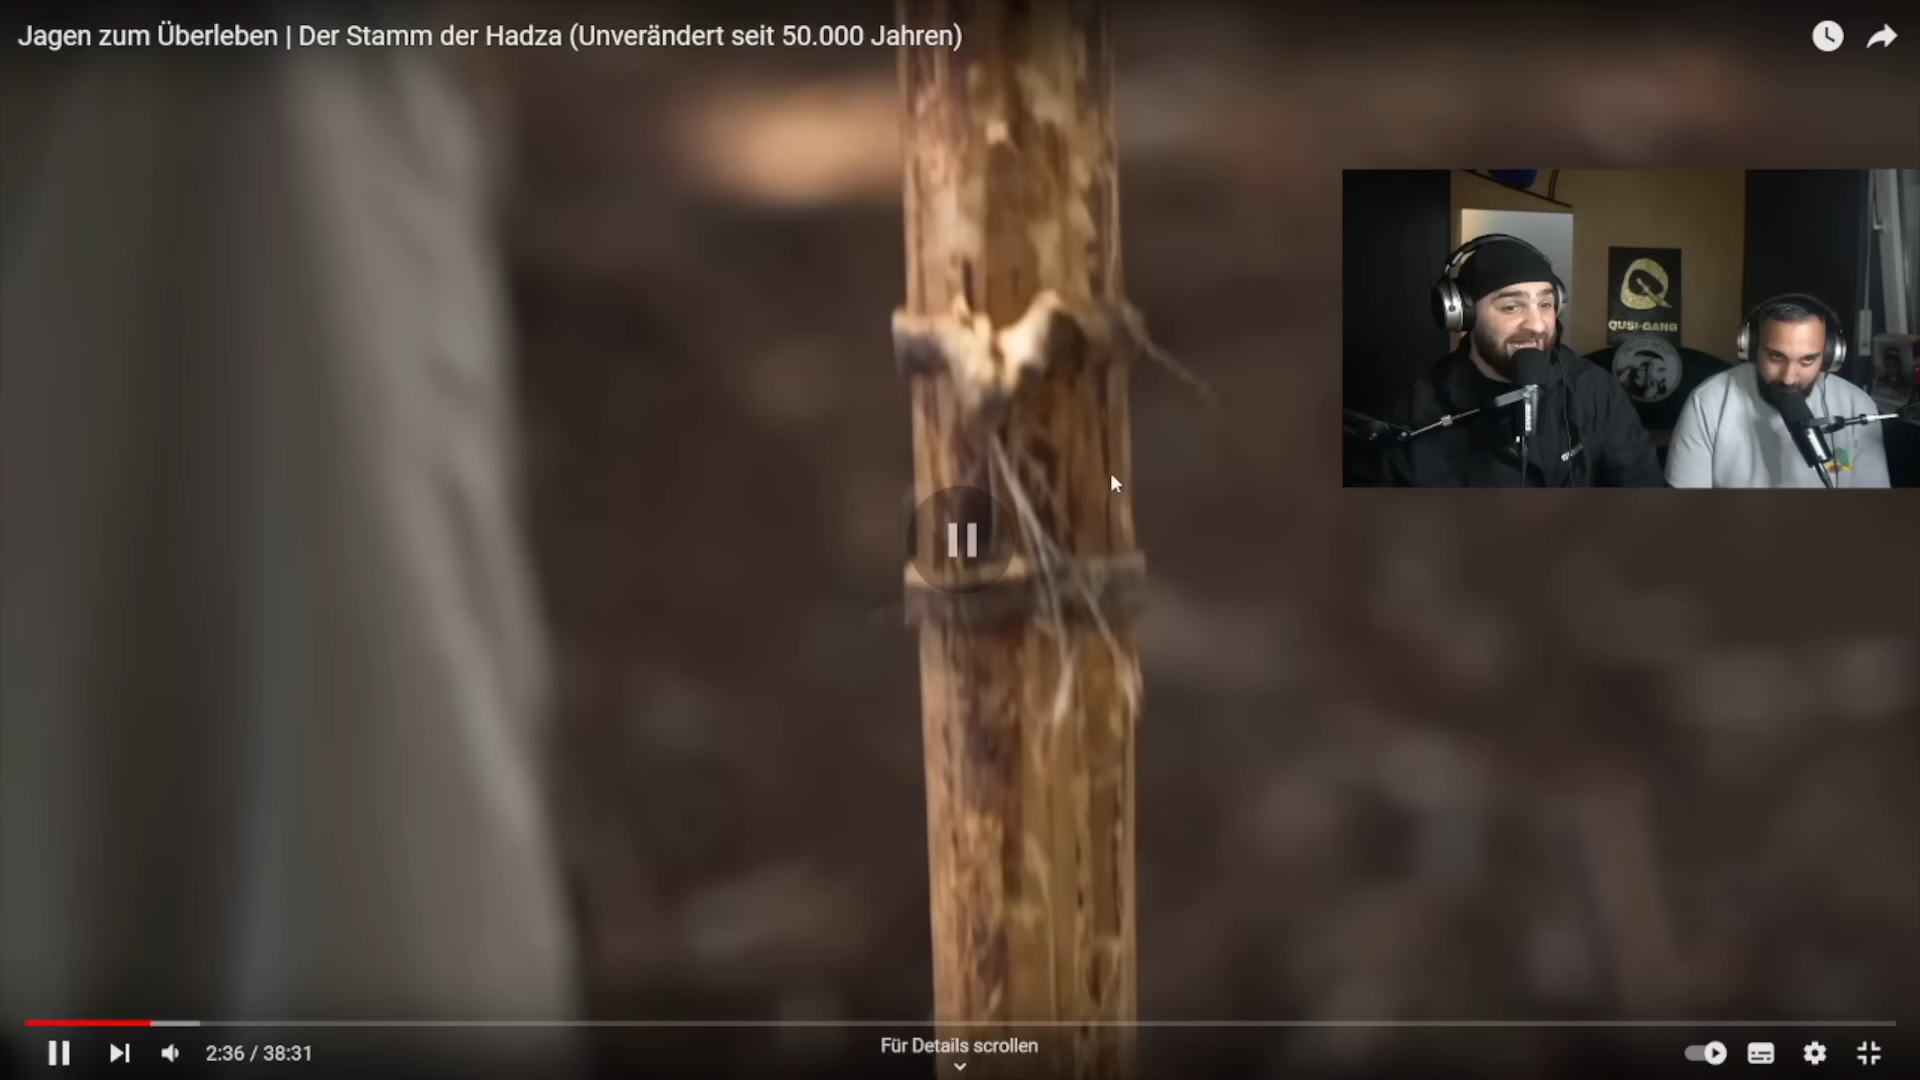 Jagen zum Überleben | Der Stamm der Hadza (Unverändert seit 50.000 Jahren)
QUSI-GANG
2:36 / 38:31
Für Details scrollen